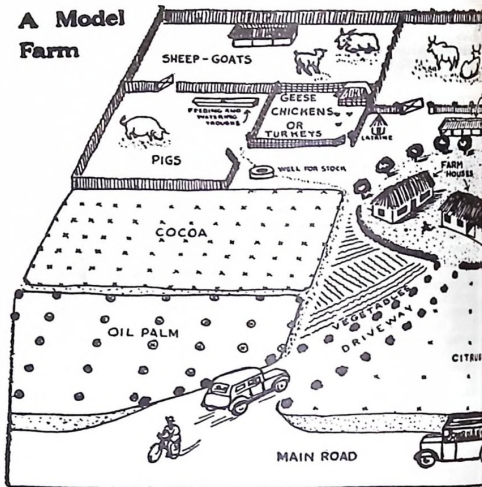 A Model
Farm
SHEEP-GOATS
FEEDING AND
WATERING
TROUGHS
GEESE
CHICKENS
OR
TURKEYS
LATRINE
PIGS
WELL FOR STOCK
FARM
HOUSES
COCOA
VEGETABLES
DRIVEWAY
OIL PALM
CITRU
MAIN ROAD